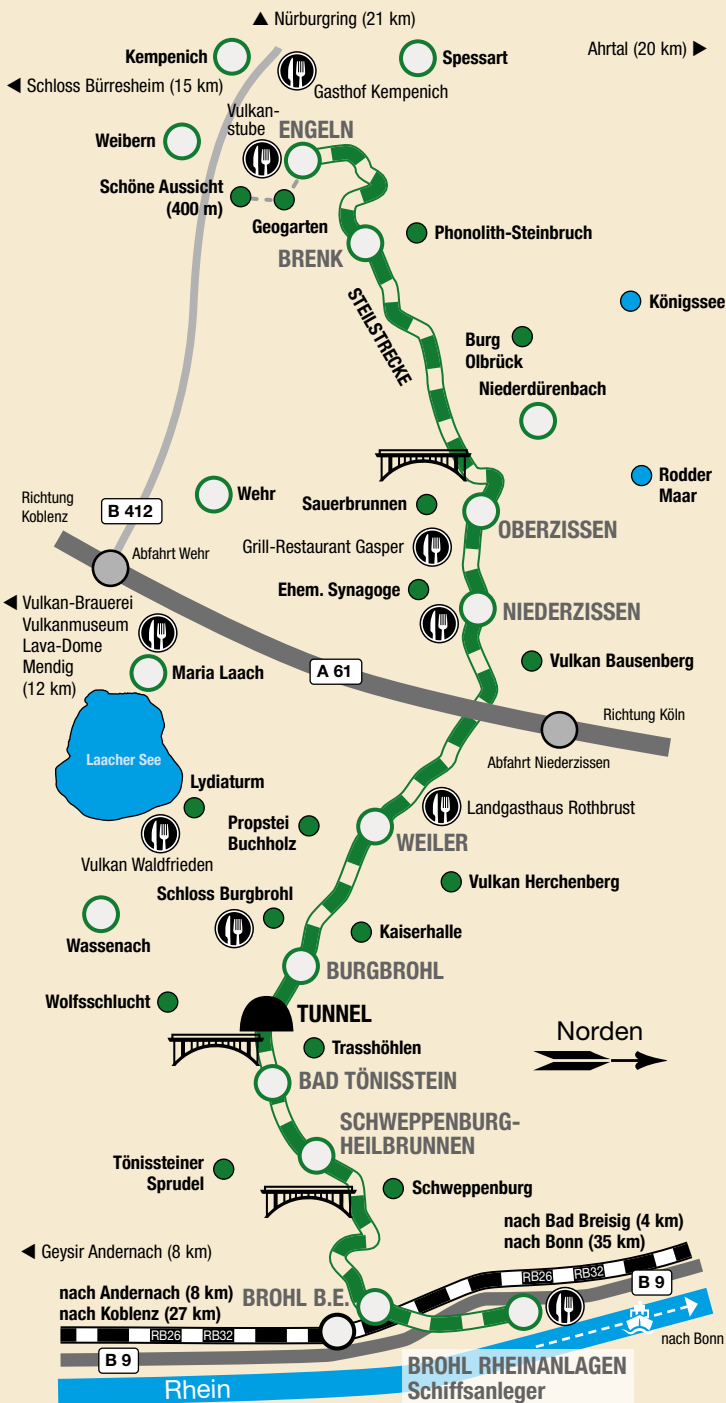 ▲ Nürburgring (21 km)
Kempenich
Spessart
Ahrtal (20 km) ▶
◀ Schloss Bürresheim (15 km)
Gasthof Kempenich
Vulkan-
stube
ENGELN
Weibern
Schöne Aussicht
(400 m)
Geogarten
Phonolith-Steinbruch
BRENK
STEILSTRECKE
Königssee
Burg
Olbrück
Niederdürenbach
Rodder
Maar
Wehr
Sauerbrunnen
OBERZISSEN
Richtung
Koblenz
B 412
Abfahrt Wehr
Grill-Restaurant Gasper
Ehem. Synagoge
NIEDERZISSEN
◀ Vulkan-Brauerei
Vulkanmuseum
Lava-Dome
Mendig
(12 km)
Maria Laach
A 61
Vulkan Bausenberg
Richtung Köln
Abfahrt Niederzissen
Laacher See
Lydiaturm
Landgasthaus Rothbrust
Propstei
Buchholz
WEILER
Vulkan Waldfrieden
Vulkan Herchenberg
Schloss Burgbrohl
Kaiserhalle
Wassenach
BURGBROHL
Wolfsschlucht
TUNNEL
Norden
Trasshöhlen
BAD TÖNISSTEIN
SCHWEPPENBURG-
HEILBRUNNEN
Tönissteiner
Sprudel
Schweppenburg
nach Bad Breisig (4 km)
nach Bonn (35 km)
◀ Geysir Andernach (8 km)
RB26 RB32
B 9
nach Andernach (8 km)
nach Koblenz (27 km)
BROHL B.E.
RB26 RB32
B 9
nach Bonn
BROHL RHEINANLAGEN
Schiffsanleger
Rhein